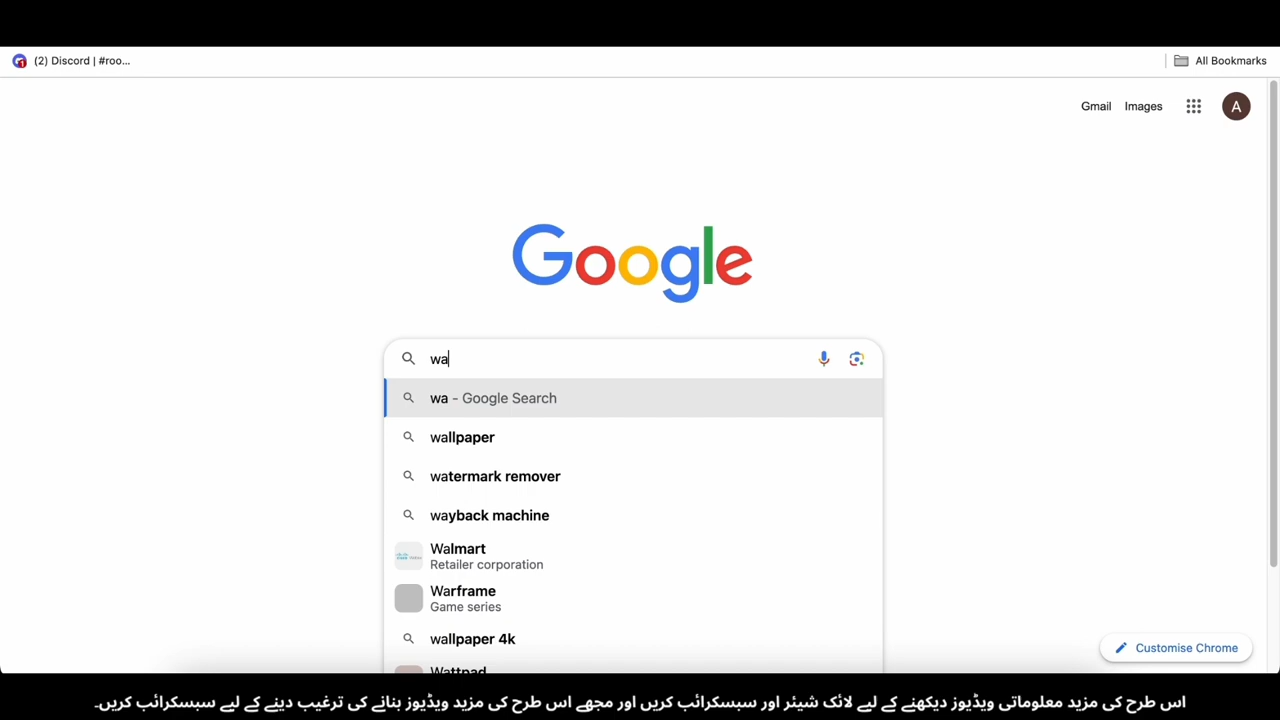 (2) Discord | #roo...
All Bookmarks
Gmail Images
A
Google
wa
wa - Google Search
wallpaper
watermark remover
wayback machine
Walmart
Retailer corporation
Warframe
Game series
wallpaper 4k
Wattpad
Customise Chrome
اس طرح کی مزید معلوماتی ویڈیوز دیکھنے کے لیے لائک شیئر اور سبسکرائب کریں اور مجھے اس طرح کی مزید ویڈیوز بنانے کی ترغیب دینے کے لیے سبسکرائب کریں۔